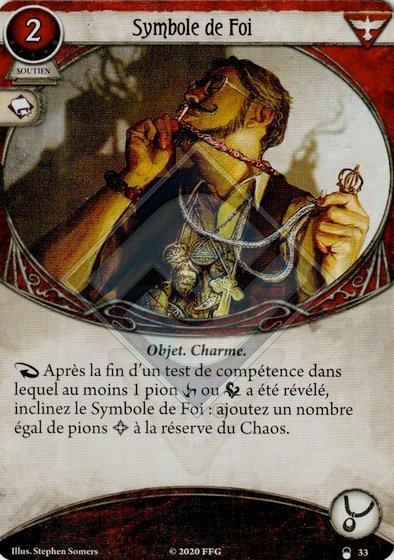 2
Symbole de Foi
SOUTIEN
Objet. Charme.
Après la fin d'un test de compétence dans
lequel au moins 1 pion ou a été révélé,
inclinez le Symbole de Foi : ajoutez un nombre
égal de pions à la réserve du Chaos.
Illus. Stephen Somers
© 2020 FFG
33